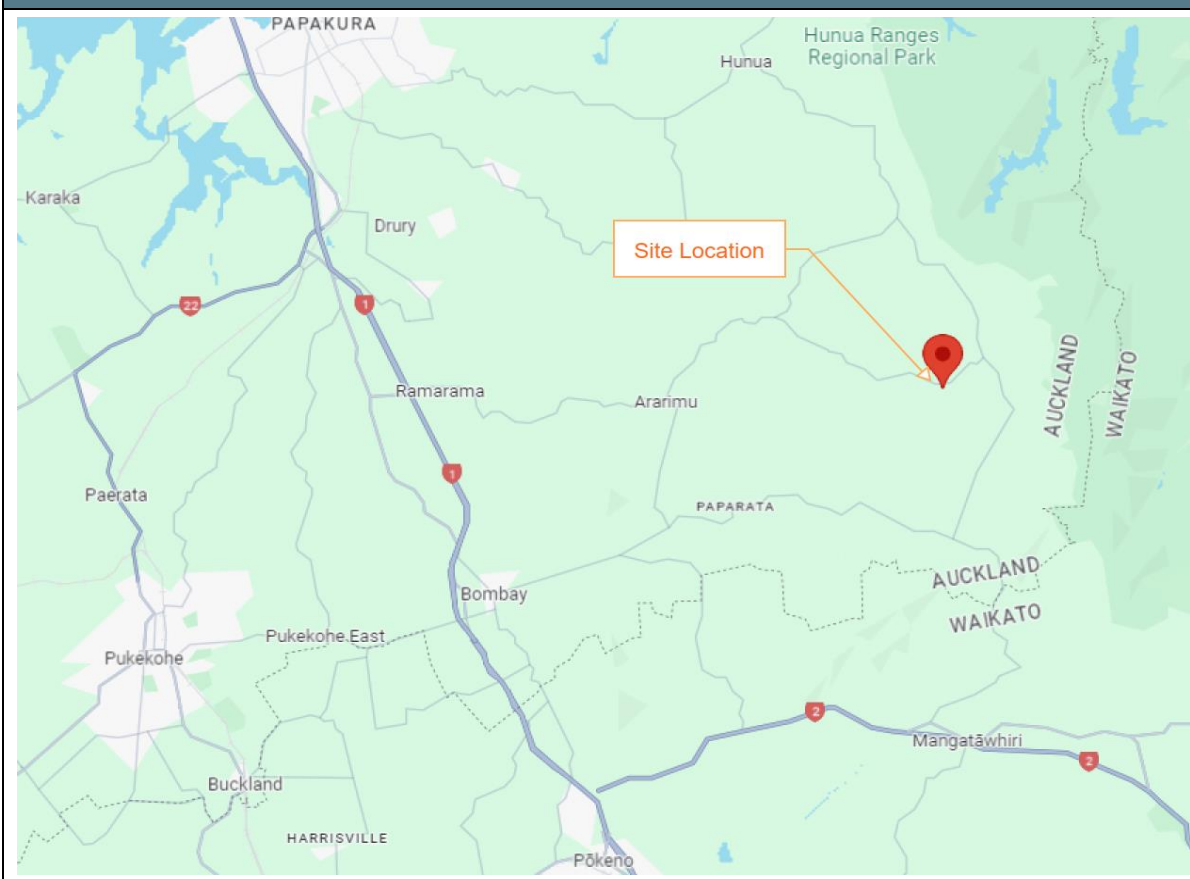 PAPAKURA
Hunua Ranges
Regional Park
Hunua
Karaka
Drury
Site Location
22
1
AUCKLAND
WAIKATO
Ramarama
Ararimu
1
Paerata
PAPARATA
AUCKLAND
WAIKATO
Bombay
Pukekohe East
Pukekohe
2
Mangatāwhiri
2
Buckland
HARRISVILLE
Pōkeno